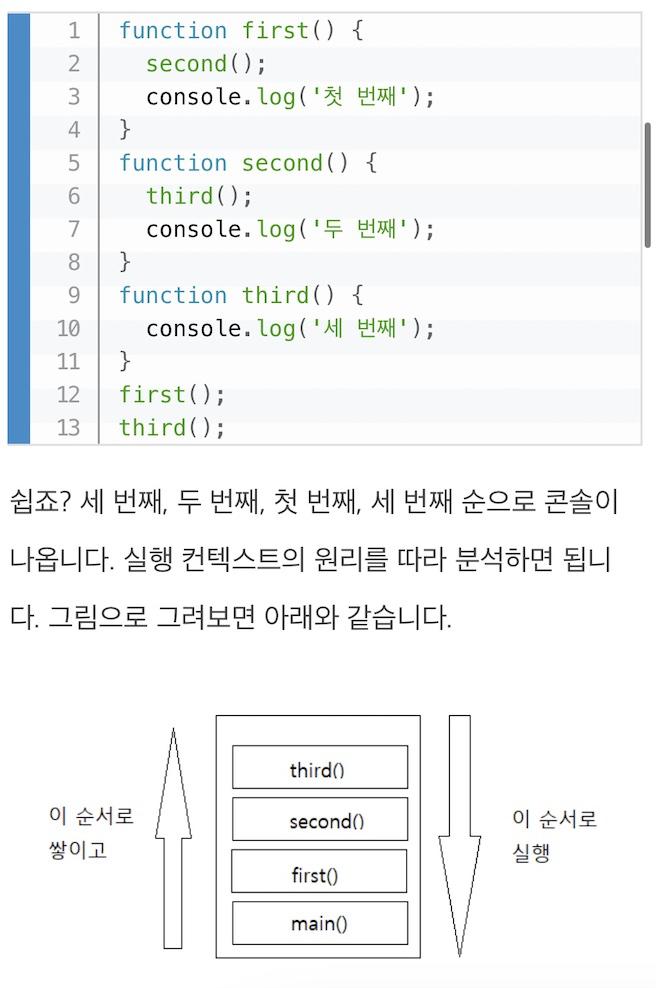 1 function first() {
2   second();
3   console.log('첫 번째');
4 }
5 function second() {
6   third();
7   console.log('두 번째');
8 }
9 function third() {
10   console.log('세 번째');
11 }
12 first();
13 third();
쉽죠? 세 번째, 두 번째, 첫 번째, 세 번째 순으로 콘솔이
나옵니다. 실행 컨텍스트의 원리를 따라 분석하면 됩니
다. 그림으로 그려보면 아래와 같습니다.
이 순서로
쌓이고
third()
second()
first()
main()
이 순서로
실행